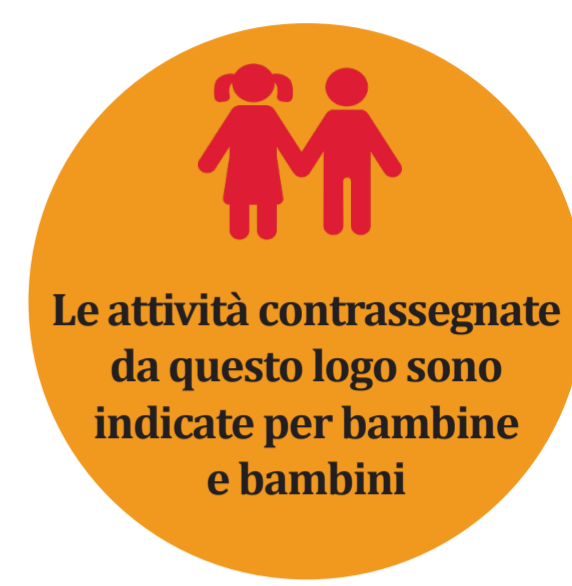 Le attività contrassegnate
da questo logo sono
indicate per bambine
e bambini